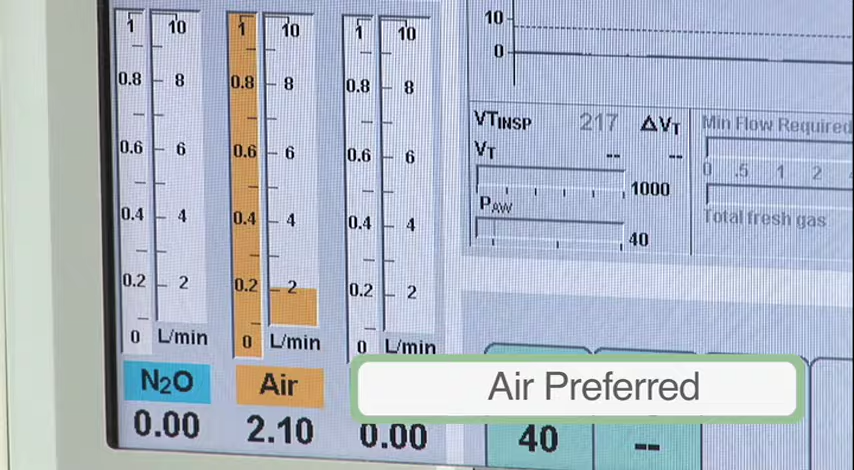 1 10 1 10 1 10
0.8 8 0.8 8 0.8 8
0.6 6 0.6 6 0.6 6
0.4 4 0.4 4 0.4 4
0.2 2 0.2 2 0.2 2
0 L/min 0 L/min 0 L/min
N2O Air
0.00 2.10 0.00
10
0
VTINSP 217 ΔVT
VT -- --
1000
PAW
40
Min Flow Required
0 .5 1 2
Total fresh gas
Air Preferred
40 --